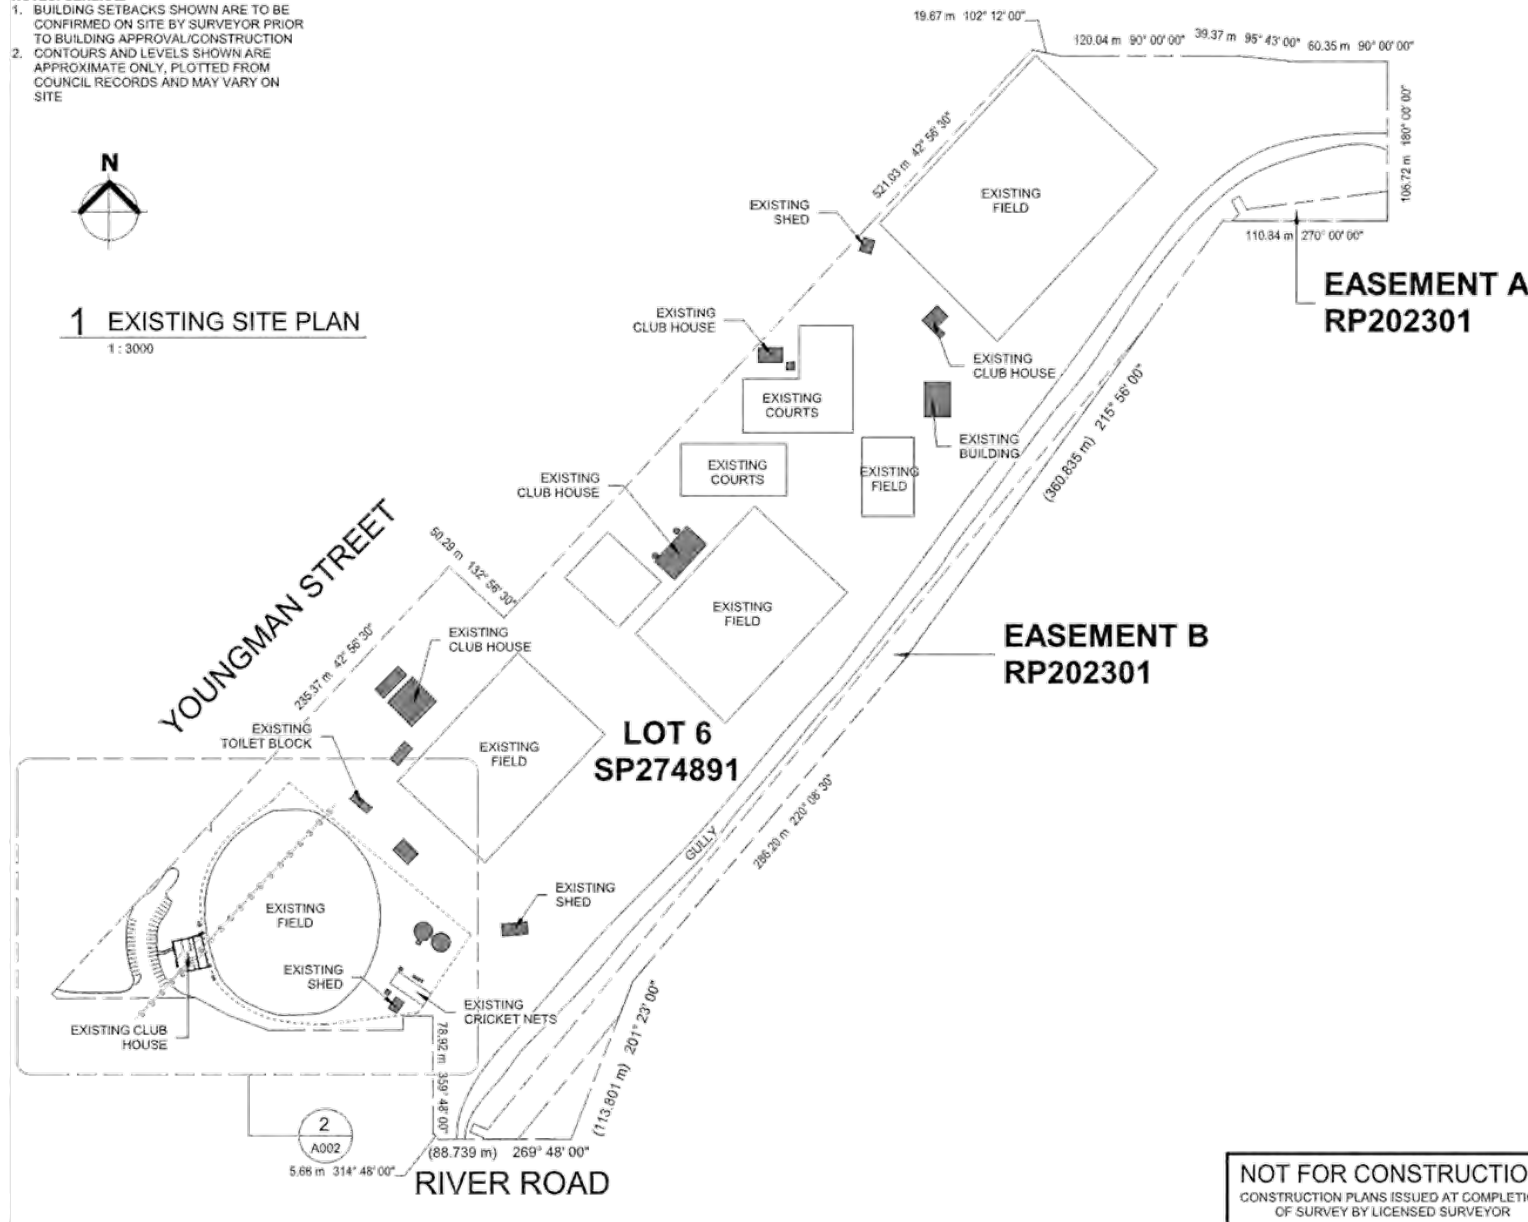 1. BUILDING SETBACKS SHOWN ARE TO BE
CONFIRMED ON SITE BY SURVEYOR PRIOR
TO BUILDING APPROVAL/CONSTRUCTION
2. CONTOURS AND LEVELS SHOWN ARE
APPROXIMATE ONLY, PLOTTED FROM
COUNCIL RECORDS AND MAY VARY ON
SITE
N
1 EXISTING SITE PLAN
1 : 3000
19.67 m 102° 12' 00"
120.04 m 90° 00' 00"
39.37 m 95° 43' 00"
60.35 m 90° 00' 00"
106.72 m 180° 00' 00"
521.03 m 42° 56' 30"
EXISTING
FIELD
EXISTING
SHED
110.84 m 270° 00' 00"
EASEMENT A
RP202301
EXISTING
CLUB HOUSE
EXISTING
CLUB HOUSE
EXISTING
COURTS
(360.835 m) 215° 56' 00"
EXISTING
BUILDING
EXISTING
COURTS
EXISTING
FIELD
EXISTING
CLUB HOUSE
YOUNGMAN STREET
50.29 m 132° 56' 30"
EXISTING
FIELD
EASEMENT B
RP202301
235.37 m 42° 56' 30"
EXISTING
CLUB HOUSE
EXISTING
TOILET BLOCK
EXISTING
FIELD
LOT 6
SP274891
GULLY
286.20 m 220° 08' 30"
EXISTING
SHED
EXISTING
FIELD
EXISTING
SHED
EXISTING
CRICKET NETS
EXISTING CLUB
HOUSE
78.92 m 359° 48' 00"
(113.801 m) 201° 23' 00"
2
A002
5.66 m 314° 48' 00"
(88.739 m) 269° 48' 00"
RIVER ROAD
NOT FOR CONSTRUCTIO
CONSTRUCTION PLANS ISSUED AT COMPLETI
OF SURVEY BY LICENSED SURVEYOR